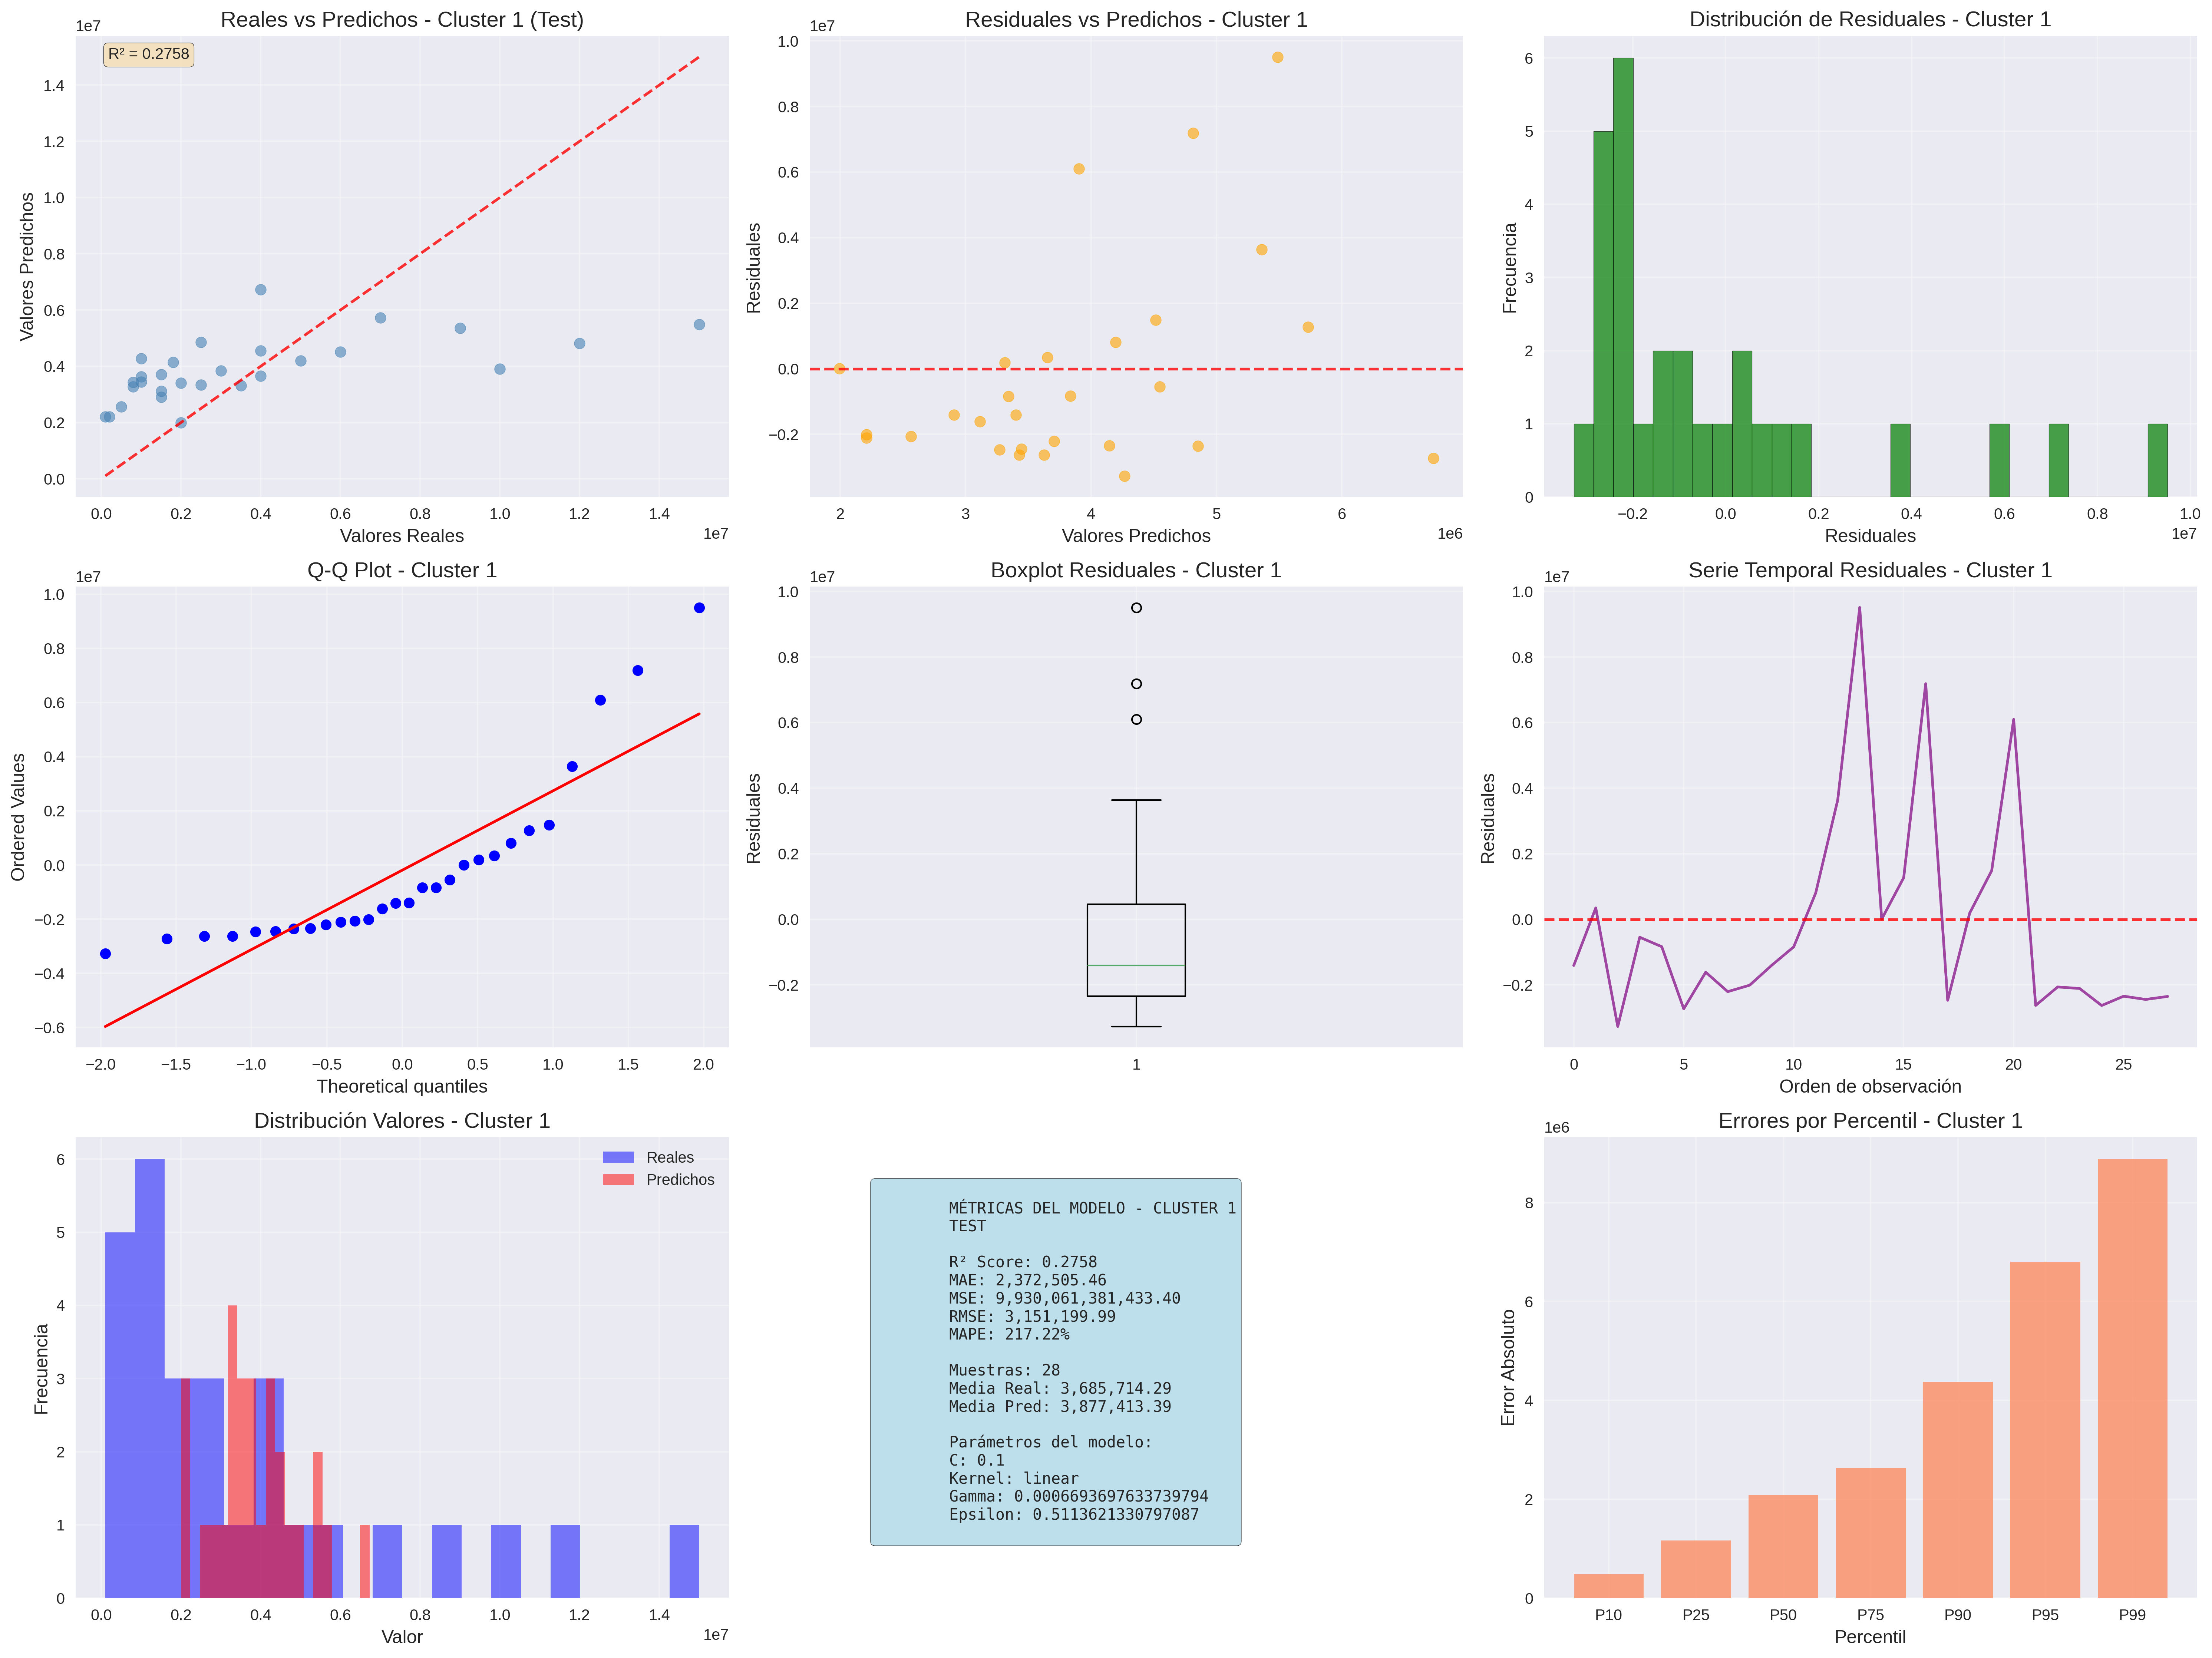 Reales vs Predichos - Cluster 1 (Test)
1e7
R² = 0.2758
1.4
1.2
1.0
0.8
0.6
0.4
0.2
0.0
Valores Predichos
0.0 0.2 0.4 0.6 0.8 1.0 1.2 1.4
1e7
Valores Reales
Residuales vs Predichos - Cluster 1
1e7
1.0
0.8
0.6
0.4
0.2
0.0
−0.2
Residuales
2 3 4 5 6
1e6
Valores Predichos
Distribución de Residuales - Cluster 1
6
5
4
3
2
1
0
Frecuencia
−0.2 0.0 0.2 0.4 0.6 0.8 1.0
1e7
Residuales
Q-Q Plot - Cluster 1
1e7
1.0
0.8
0.6
0.4
0.2
0.0
−0.2
−0.4
−0.6
Ordered Values
−2.0 −1.5 −1.0 −0.5 0.0 0.5 1.0 1.5 2.0
Theoretical quantiles
Boxplot Residuales - Cluster 1
1e7
1.0
0.8
0.6
0.4
0.2
0.0
−0.2
Residuales
1
Serie Temporal Residuales - Cluster 1
1e7
1.0
0.8
0.6
0.4
0.2
0.0
−0.2
Residuales
0 5 10 15 20 25
Orden de observación
Distribución Valores - Cluster 1
Reales
Predichos
6
5
4
3
2
1
0
Frecuencia
0.0 0.2 0.4 0.6 0.8 1.0 1.2 1.4
1e7
Valor
MÉTRICAS DEL MODELO - CLUSTER 1
TEST
R² Score: 0.2758
MAE: 2,372,505.46
MSE: 9,930,061,381,433.40
RMSE: 3,151,199.99
MAPE: 217.22%
Muestras: 28
Media Real: 3,685,714.29
Media Pred: 3,877,413.39
Parámetros del modelo:
C: 0.1
Kernel: linear
Gamma: 0.0006693697633739794
Epsilon: 0.5113621330797087
Errores por Percentil - Cluster 1
1e6
8
6
4
2
0
Error Absoluto
P10 P25 P50 P75 P90 P95 P99
Percentil